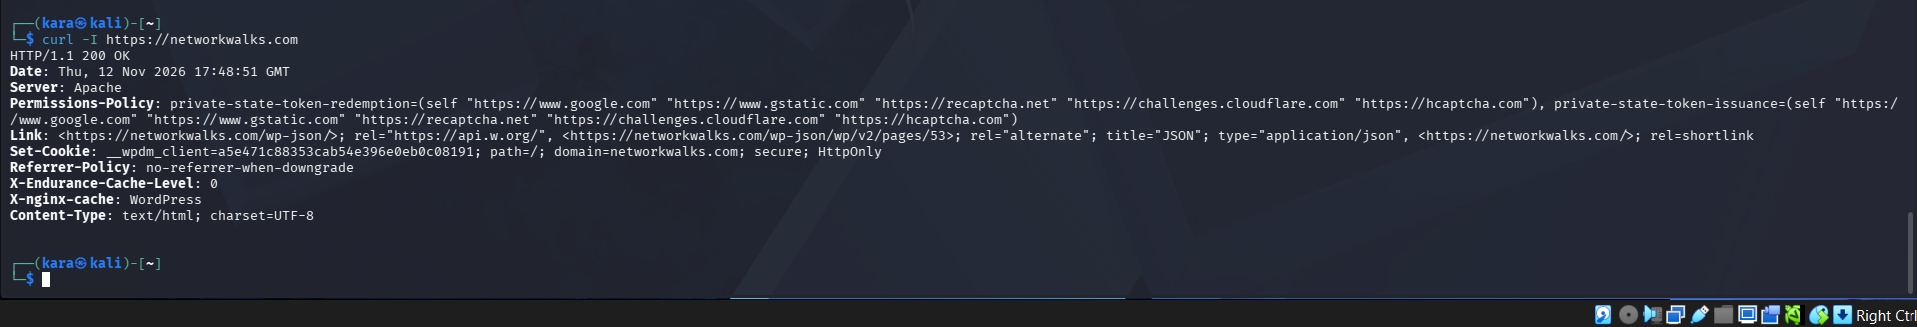 ┌──(kara㉿kali)-[~]
└─$ curl -I https://networkwalks.com
HTTP/1.1 200 OK
Date: Thu, 12 Nov 2026 17:48:51 GMT
Server: Apache
Permissions-Policy: private-state-token-redemption=(self "https://www.google.com" "https://www.gstatic.com" "https://recaptcha.net" "https://challenges.cloudflare.com" "https://hcaptcha.com"), private-state-token-issuance=(self "https:/
/www.google.com" "https://www.gstatic.com" "https://recaptcha.net" "https://challenges.cloudflare.com" "https://hcaptcha.com")
Link: <https://networkwalks.com/wp-json/>; rel="https://api.w.org/", <https://networkwalks.com/wp-json/wp/v2/pages/53>; rel="alternate"; title="JSON"; type="application/json", <https://networkwalks.com/>; rel=shortlink
Set-Cookie: __wpdm_client=a5e471c88353cab54e396e0eb0c08191; path=/; domain=networkwalks.com; secure; HttpOnly
Referrer-Policy: no-referrer-when-downgrade
X-Endurance-Cache-Level: 0
X-nginx-cache: WordPress
Content-Type: text/html; charset=UTF-8
┌──(kara㉿kali)-[~]
└─$
Right Ctrl